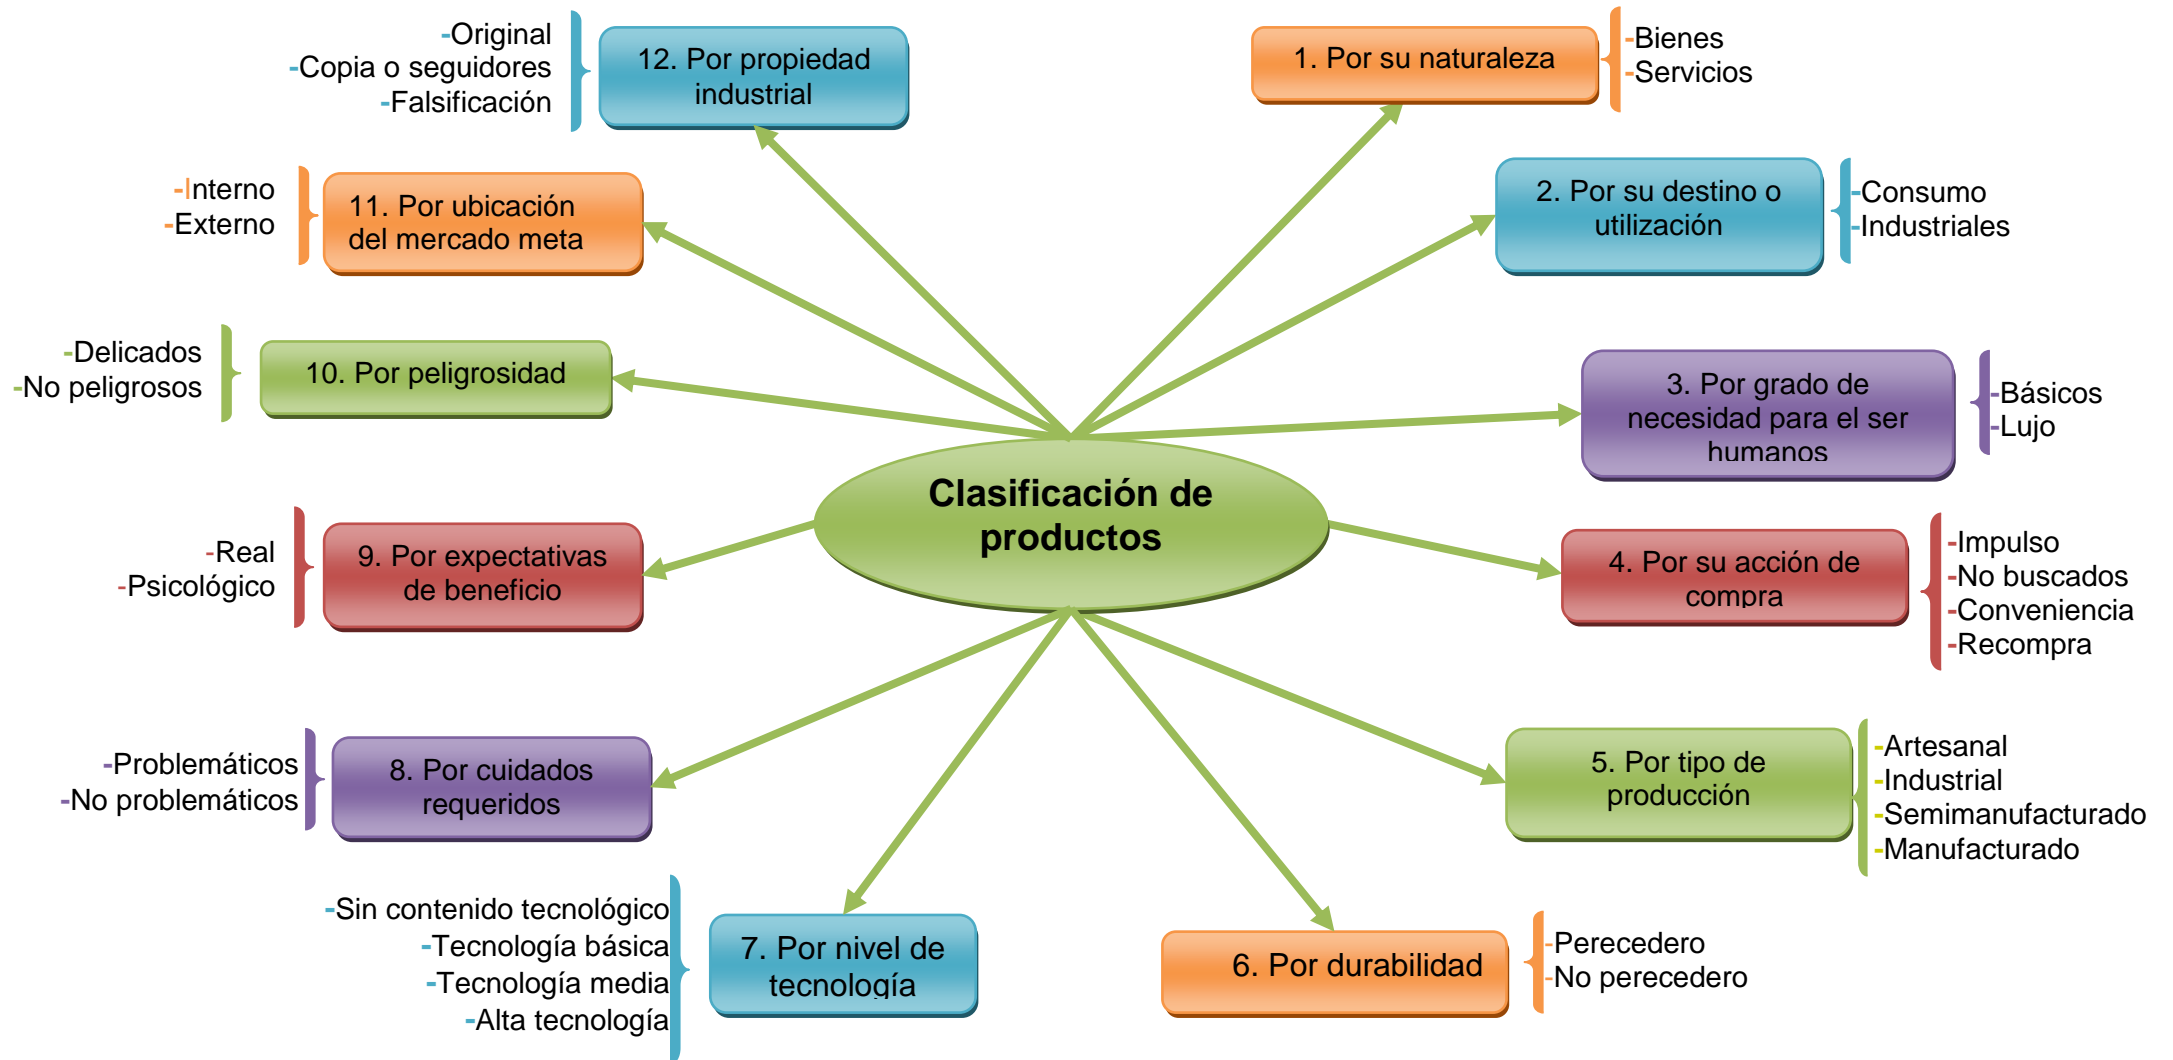 Clasificación de
productos
1. Por su naturaleza
-Bienes
-Servicios
2. Por su destino o
utilización
-Consumo
-Industriales
3. Por grado de
necesidad para el ser
humanos
-Básicos
-Lujo
4. Por su acción de
compra
-Impulso
-No buscados
-Conveniencia
-Recompra
5. Por tipo de
producción
-Artesanal
-Industrial
-Semimanufacturado
-Manufacturado
6. Por durabilidad
-Perecedero
-No perecedero
7. Por nivel de
tecnología
-Sin contenido tecnológico
-Tecnología básica
-Tecnología media
-Alta tecnología
8. Por cuidados
requeridos
-Problemáticos
-No problemáticos
9. Por expectativas
de beneficio
-Real
-Psicológico
10. Por peligrosidad
-Delicados
-No peligrosos
11. Por ubicación
del mercado meta
-Interno
-Externo
12. Por propiedad
industrial
-Original
-Copia o seguidores
-Falsificación